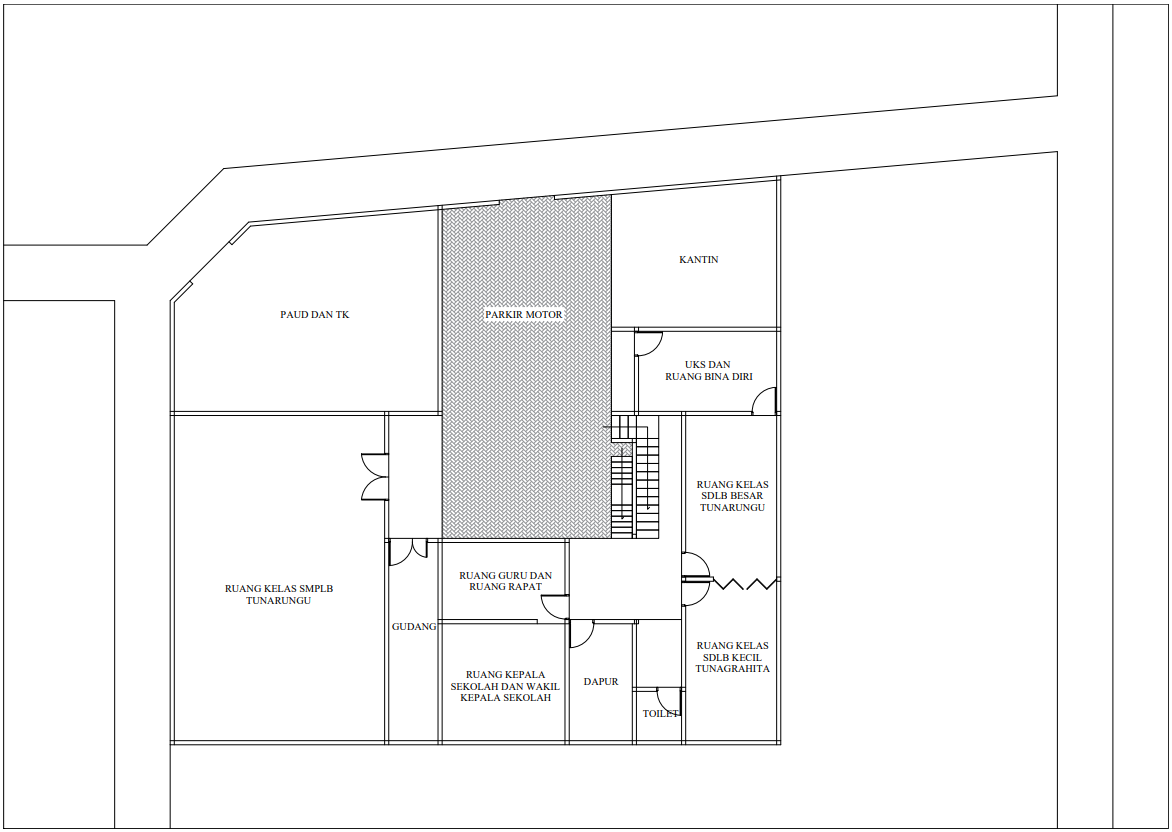 KANTIN
PAUD DAN TK
PARKIR MOTOR
UKS DAN
RUANG BINA DIRI
RUANG KELAS
SDLB BESAR
TUNARUNGU
RUANG GURU DAN
RUANG RAPAT
RUANG KELAS SMPLB
TUNARUNGU
GUDANG
RUANG KELAS
SDLB KECIL
TUNAGRAHITA
RUANG KEPALA
SEKOLAH DAN WAKIL
KEPALA SEKOLAH
DAPUR
TOILET